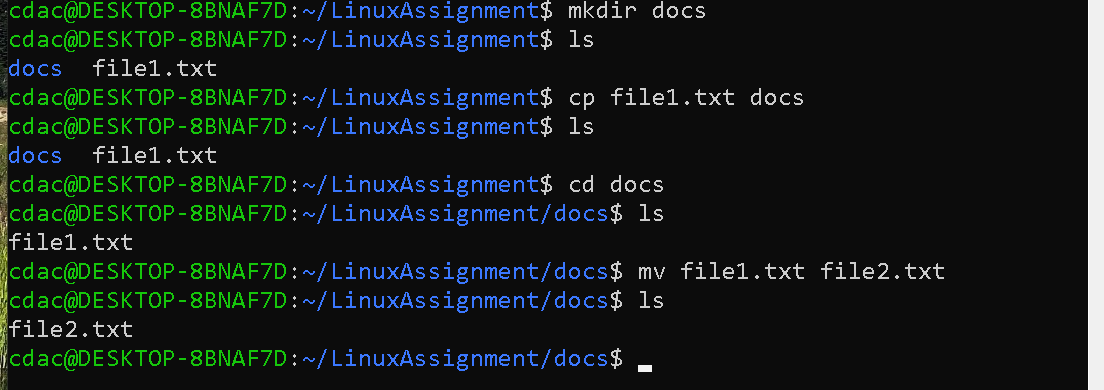 cdac@DESKTOP-8BNAF7D:~/LinuxAssignment$ mkdir docs
cdac@DESKTOP-8BNAF7D:~/LinuxAssignment$ ls
docs  file1.txt
cdac@DESKTOP-8BNAF7D:~/LinuxAssignment$ cp file1.txt docs
cdac@DESKTOP-8BNAF7D:~/LinuxAssignment$ ls
docs  file1.txt
cdac@DESKTOP-8BNAF7D:~/LinuxAssignment$ cd docs
cdac@DESKTOP-8BNAF7D:~/LinuxAssignment/docs$ ls
file1.txt
cdac@DESKTOP-8BNAF7D:~/LinuxAssignment/docs$ mv file1.txt file2.txt
cdac@DESKTOP-8BNAF7D:~/LinuxAssignment/docs$ ls
file2.txt
cdac@DESKTOP-8BNAF7D:~/LinuxAssignment/docs$